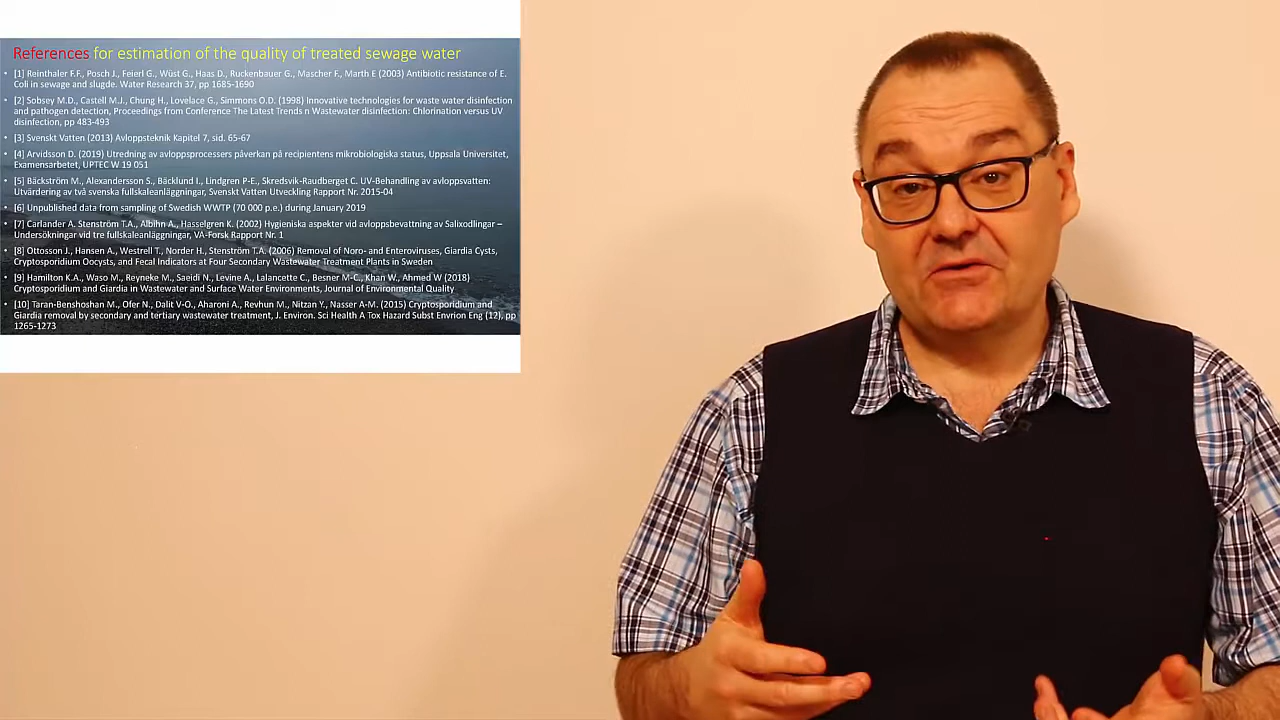 References for estimation of the quality of treated sewage water
• [1] Reinthaler F.F., Posch J., Feierl G., Wüst G., Haas D., Ruckenbauer G., Mascher F., Marth E (2003) Antibiotic resistance of E.
Coli in sewage and slugde. Water Research 37, pp 1685-1690
• [2] Sobsey M.D., Castell M.J., Chung H., Lovelace G., Simmons O.D. (1998) Innovative technologies for waste water disinfection
and pathogen detection, Proceedings from Conference The Latest Trends n Wastewater disinfection: Chlorination versus UV
disinfection, pp 483-493
• [3] Svenskt Vatten (2013) Avloppsteknik Kapitel 7, sid. 65-67
• [4] Arvidsson D. (2019) Utredning av avloppsprocessers påverkan på recipientens mikrobiologiska status, Uppsala Universitet,
Examensarbetet, UPTEC W 19 051
• [5] Bäckström M., Alexandersson S., Bäcklund I., Lindgren P-E., Skredsvik-Raudberget C. UV-Behandling av avloppsvatten:
Utvärdering av två svenska fullskaleanläggningar, Svenskt Vatten Utveckling Rapport Nr. 2015-04
• [6] Unpublished data from sampling of Swedish WWTP (70 000 p.e.) during January 2019
• [7] Carlander A. Stenström T.A., Albihn A., Hasselgren K. (2002) Hygieniska aspekter vid avloppsbevattning av Salixodlingar –
Undersökningar vid tre fullskaleanläggningar, VA-Forsk Rapport Nr. 1
• [8] Ottosson J., Hansen A., Westrell T., Norder H., Stenström T.A. (2006) Removal of Noro- and Enteroviruses, Giardia Cysts,
Cryptosporidium Oocysts, and Fecal Indicators at Four Secondary Wastewater Treatment Plants in Sweden
• [9] Hamilton K.A., Waso M., Reyneke M., Saeidi N., Levine A., Lalancette C., Besner M-C., Khan W., Ahmed W (2018)
Cryptosporidium and Giardia in Wastewater and Surface Water Environments, Journal of Environmental Quality
• [10] Taran-Benshoshan M., Ofer N., Dalit V-O., Aharoni A., Revhun M., Nitzan Y., Nasser A-M. (2015) Cryptosporidium and
Giardia removal by secondary and tertiary wastewater treatment, J. Environ. Sci Health A Tox Hazard Subst Envrion Eng (12), pp
1265-1273